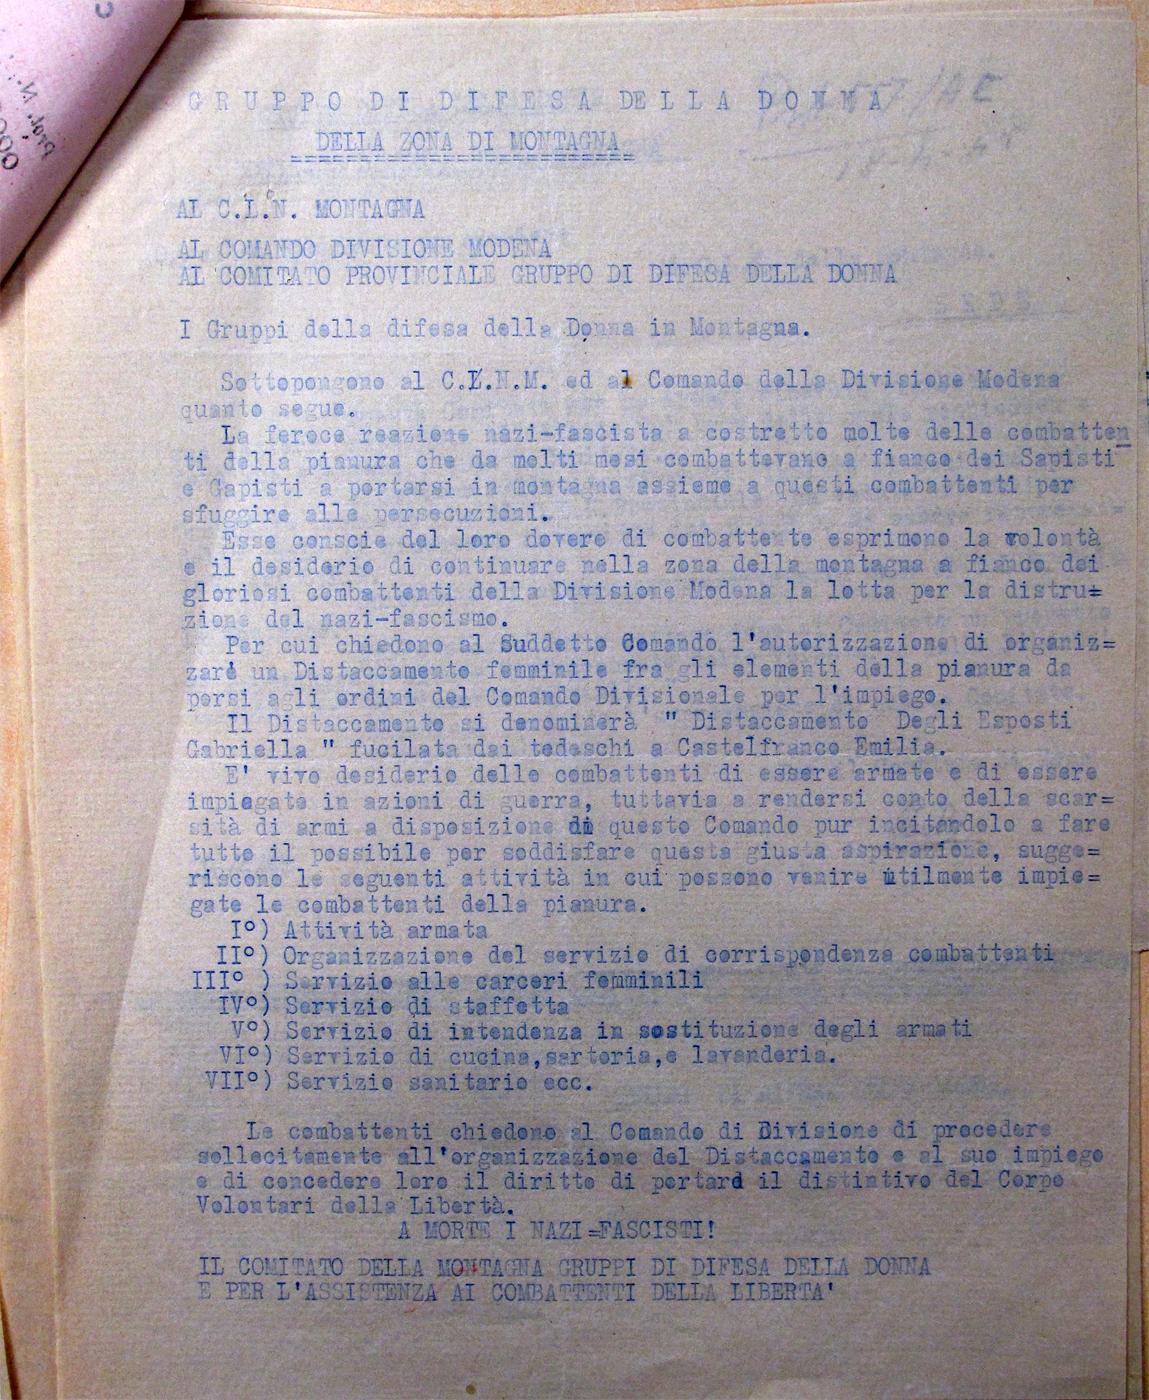 GRUPPO DI DIFESA DELLA DONNA
DELLA ZONA DI MONTAGNA
AL C.L.N. MONTAGNA
AL COMANDO DIVISIONE MODENA
AL COMITATO PROVINCIALE GRUPPO DI DIFESA DELLA DONNA
SEDE
I Gruppi della difesa della Donna in Montagna.
Sottopongono al C.L.N.M. ed al Comando della Divisione Modena
quanto segue.
La feroce reazione nazi-fascista a costretto molte delle combatten
ti della pianura che da molti mesi combattevano a fianco dei Sapisti
e Gapisti a portarsi in montagna assieme a questi combattenti per
sfuggire alle persecuzioni.
Esse conscie del loro dovere di combattente esprimono la volontà
e il desiderio di continuare nella zona della montagna a fianco dei
gloriosi combattenti della Divisione Modena la lotta per la distru=
zione del nazi-fascismo.
Per cui chiedono al Suddetto Comando l'autorizzazione di organiz=
zare un Distaccamento femminile fra gli elementi della pianura da
porsi agli ordini del Comando Divisionale per l'impiego.
Il Distaccamento si denominerà " Distaccamento Degli Esposti
Gabriella " fucilata dai tedeschi a Castelfranco Emilia.
E' vivo desiderio delle combattenti di essere armate e di essere
impiegate in azioni di guerra, tuttavia a rendersi conto della scar=
sità di armi a disposizione di questo Comando pur incitandolo a fare
tutto il possibile per soddisfare questa giusta aspirazione, sugge=
riscono le seguenti attività in cui possono venire utilmente impie=
gate le combattenti della pianura.
I°) Attività armata
II°) Organizzazione del servizio di corrispondenza combattenti
III° ) Servizio alle carceri femminili
IV°) Servizio di staffetta
V°) Servizio di intendenza in sostituzione degli armati
VI°) Servizio di cucina,sartoria,e lavanderia.
VII°) Servizio sanitario ecc.
Le combattenti chiedono al Comando di Divisione di procedere
sollecitamente all'organizzazione del Distaccamento e al suo impiego
e di concedere loro il diritto di portare il distintivo del Corpo
Volontari della Libertà.
A MORTE I NAZI=FASCISTI!
IL COMITATO DELLA MONTAGNA GRUPPI DI DIFESA DELLA DONNA
E PER L'ASSISTENZA AI COMBATTENTI DELLA LIBERTA'